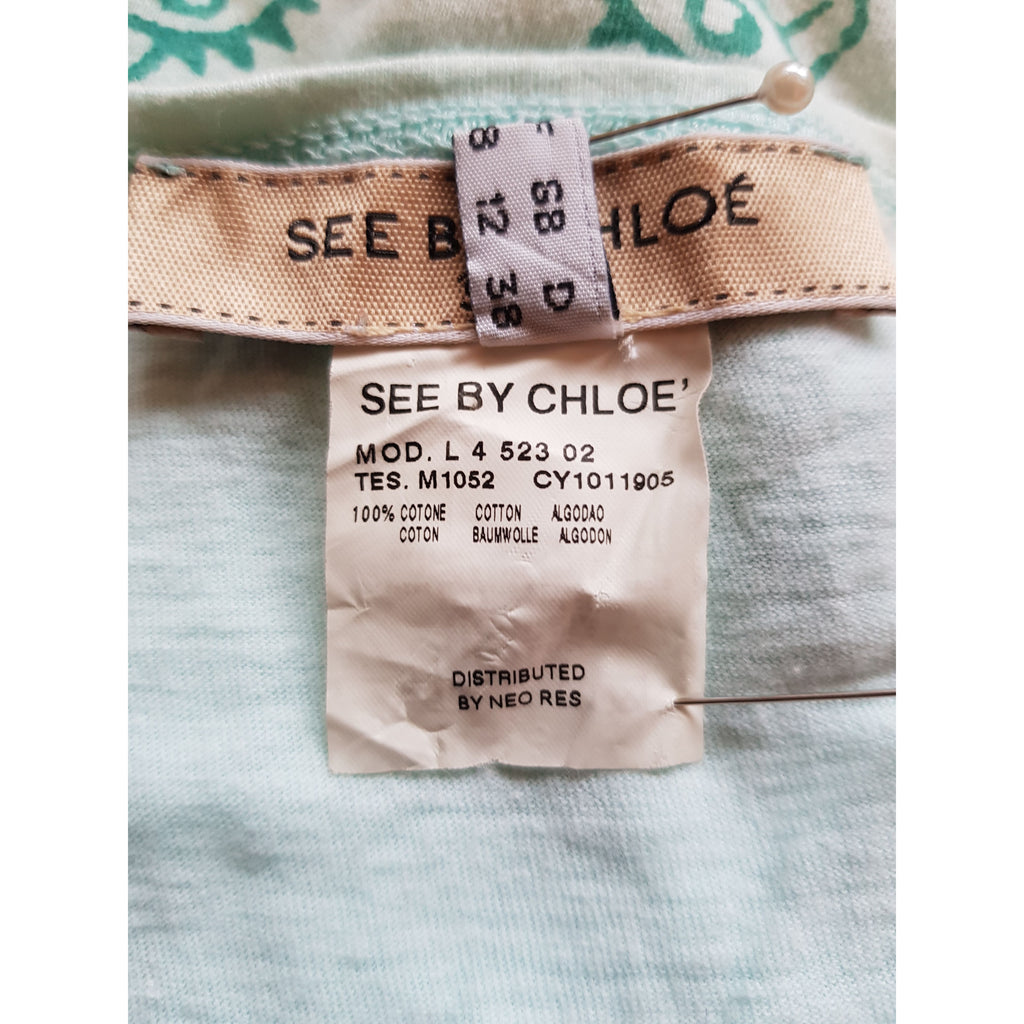 SEE B HLOÉ
GB D
8 12 38
SEE BY CHLOE'
MOD. L 4 523 02
TES. M1052 CY1011905
100% COTONE COTTON ALGODAO
COTON BAUMWOLLE ALGODON
DISTRIBUTED
BY NEO RES